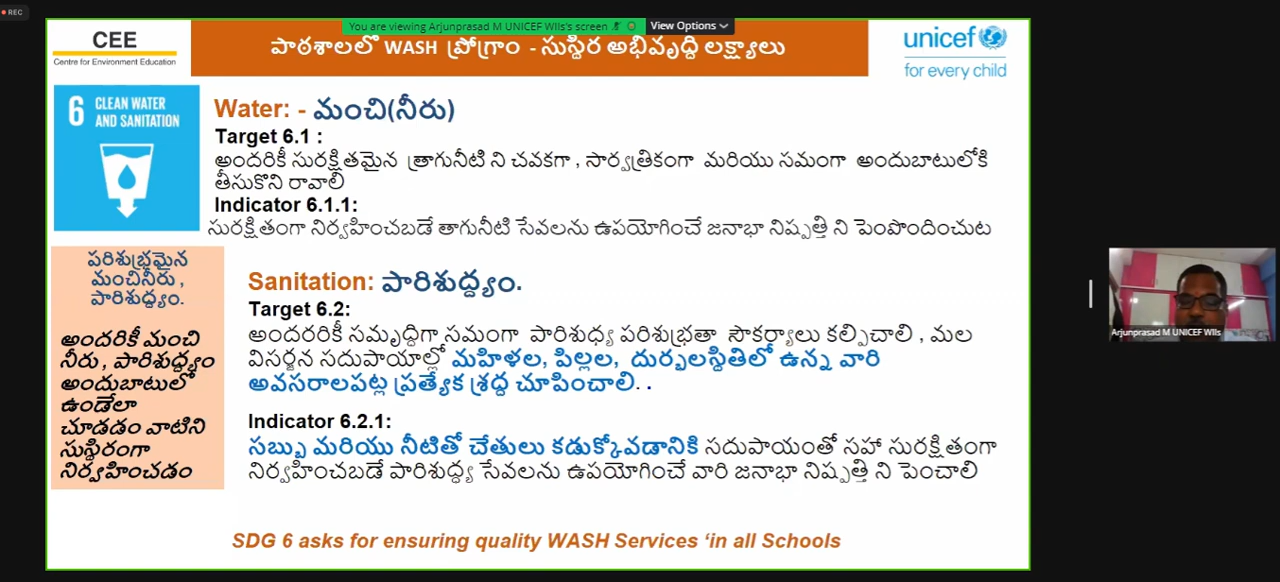 REC
You are viewing Arjunprasad M UNICEF WIls's screen
View Options
CEE
Centre for Environment Education
పాఠశాలలో WASH ప్రోగ్రాం - సుస్థిర అభివృద్ధి లక్ష్యాలు
unicef
for every child
6 CLEAN WATER
AND SANITATION
Water: - మంచి(నీరు)
Target 6.1 :
అందరికీ సురక్షితమైన త్రాగునీటి ని చవకగా , సార్వత్రికంగా మరియు సమంగా అందుబాటులోకి
తీసుకొని రావాలి
Indicator 6.1.1:
సురక్షితంగా నిర్వహించబడే తాగునీటి సేవలను ఉపయోగించే జనాభా నిష్పత్తి ని పెంపొందించుట
పరిశుభ్రమైన
మంచినీరు ,
పారిశుధ్యం.
అందరికీ మంచి
నీరు , పారిశుద్ధ్యం
అందుబాటులో
ఉండేలా
చూడడం వాటిని
సుస్థిరంగా
నిర్వహించడం
Sanitation: పారిశుద్ధ్యం.
Target 6.2:
అందరరికీ సమృద్ధిగా సమంగా పారిశుధ్య పరిశుభ్రతా సౌకర్యాలు కల్పిచాలి , మల
విసర్జన సదుపాయాల్లో మహిళల, పిల్లల, దుర్బలస్థితిలో ఉన్న వారి
అవసరాలపట్ల ప్రత్యేక శ్రద్ద చూపించాలి. .
Indicator 6.2.1:
సబ్బు మరియు నీటితో చేతులు కడుక్కోవడానికి సదుపాయంతో సహా సురక్షితంగా
నిర్వహించబడే పారిశుద్ధ్య సేవలను ఉపయోగించే వారి జనాభా నిష్పత్తి ని పెంచాలి
SDG 6 asks for ensuring quality WASH Services ‘in all Schools
Arjunprasad M UNICEF WIls